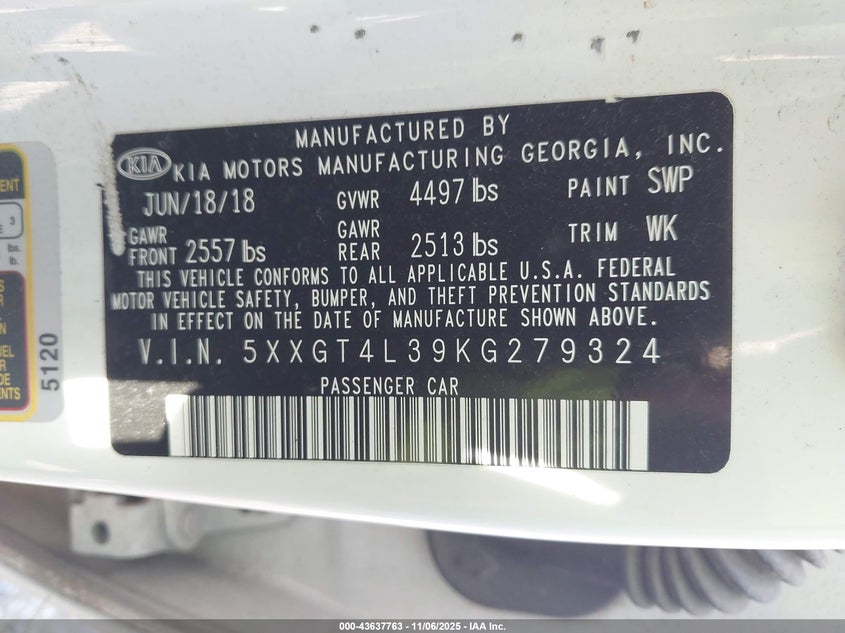 MANUFACTURED BY
KIA KIA MOTORS MANUFACTURING GEORGIA, INC.
JUN/18/18 GVWR 4497 lbs PAINT SWP
GAWR FRONT 2557 lbs GAWR REAR 2513 lbs TRIM WK
THIS VEHICLE CONFORMS TO ALL APPLICABLE U.S.A. FEDERAL
MOTOR VEHICLE SAFETY, BUMPER, AND THEFT PREVENTION STANDARDS
IN EFFECT ON THE DATE OF MANUFACTURE SHOWN ABOVE.
V.I.N. 5XXGT4L39KG279324
PASSENGER CAR
5120
3
lbs.
lb.
000-43637763 - 11/06/2025 - IAA Inc.